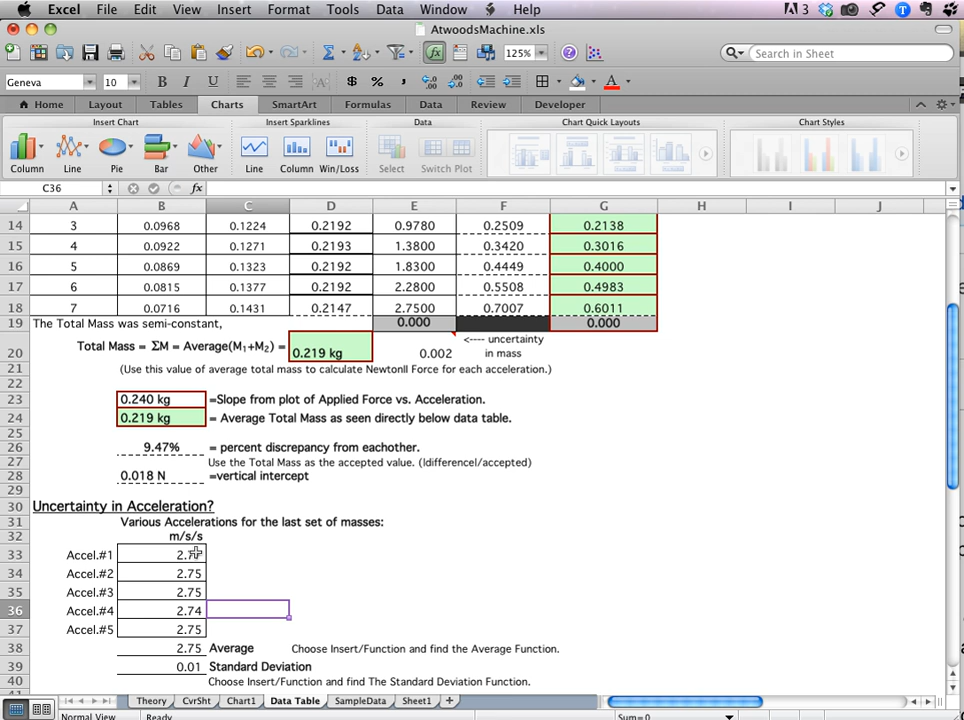 Excel File Edit View Insert Format Tools Data Window Help
AtwoodsMachine.xls
125% Search in Sheet
Geneva 10 B I U
Home Layout Tables Charts SmartArt Formulas Data Review Developer
Insert Chart Insert Sparklines Data Chart Quick Layouts Chart Styles
Column Line Pie Bar Other Line Column Win/Loss Select Switch Plot
C36 fx
A B C D E F G H I J
14 3 0.0968 0.1224 0.2192 0.9780 0.2509 0.2138
15 4 0.0922 0.1271 0.2193 1.3800 0.3420 0.3016
16 5 0.0869 0.1323 0.2192 1.8300 0.4449 0.4000
17 6 0.0815 0.1377 0.2192 2.2800 0.5508 0.4983
18 7 0.0716 0.1431 0.2147 2.7500 0.7007 0.6011
19 The Total Mass was semi-constant, 0.000 0.000
20 Total Mass = ΣM = Average(M₁+M₂) = 0.219 kg 0.002 <---- uncertainty in mass
21 (Use this value of average total mass to calculate NewtonII Force for each acceleration.)
22
23 0.240 kg =Slope from plot of Applied Force vs. Acceleration.
24 0.219 kg = Average Total Mass as seen directly below data table.
25
26 9.47% = percent discrepancy from eachother.
27 Use the Total Mass as the accepted value. (ldifferencel/accepted)
28 0.018 N =vertical intercept
29
30 Uncertainty in Acceleration?
31 Various Accelerations for the last set of masses:
32 m/s/s
33 Accel.#1
34 Accel.#2 2.75
35 Accel.#3 2.75
36 Accel.#4 2.74
37 Accel.#5 2.75
38 2.75 Average Choose Insert/Function and find the Average Function.
39 0.01 Standard Deviation
40 Choose Insert/Function and find The Standard Deviation Function.
Theory CvrSht Chart1 Data Table SampleData Sheet1
Normal View Ready Sum=0